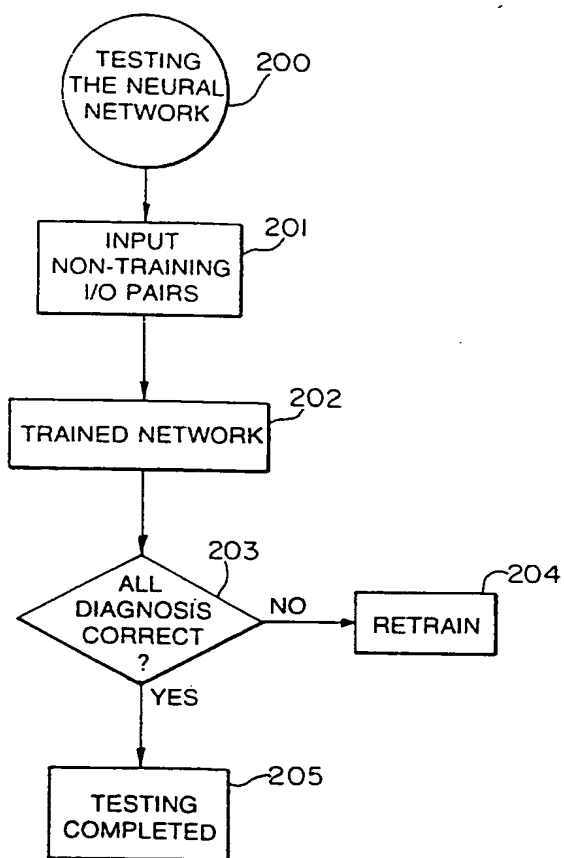 TESTING
THE NEURAL
NETWORK
200
INPUT
NON-TRAINING
I/O PAIRS
201
TRAINED NETWORK
202
ALL
DIAGNOSIS
CORRECT
?
203
NO
RETRAIN
204
YES
TESTING
COMPLETED
205